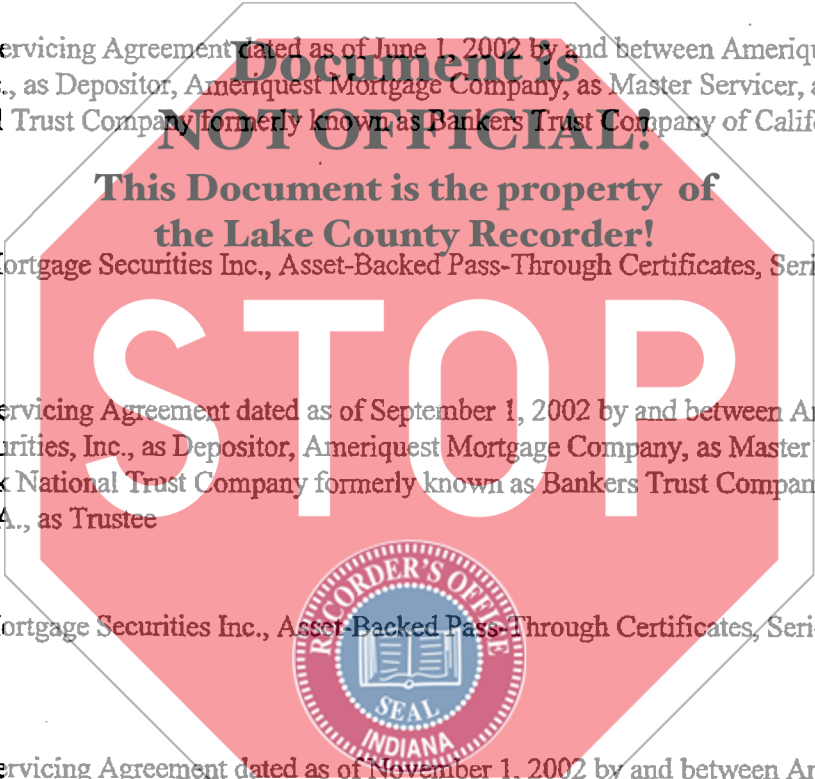 ervicing Agreement dated as of June 1, 2002 by and between Ameriqu
Document is
., as Depositor, Ameriquest Mortgage Company, as Master Servicer, a
NOT OFFICIAL!
Trust Company formerly known as Bankers Trust Company of Calif
This Document is the property of
the Lake County Recorder!
ortgage Securities Inc., Asset-Backed Pass-Through Certificates, Seri
STOP
ervicing Agreement dated as of September 1, 2002 by and between Am
urities, Inc., as Depositor, Ameriquest Mortgage Company, as Master
National Trust Company formerly known as Bankers Trust Compan
A., as Trustee
RECORDER'S OFFICE
ortgage Securities Inc., Asset-Backed Pass-Through Certificates, Seri
SEAL
INDIANA
ervicing Agreement dated as of November 1, 2002 by and between Am